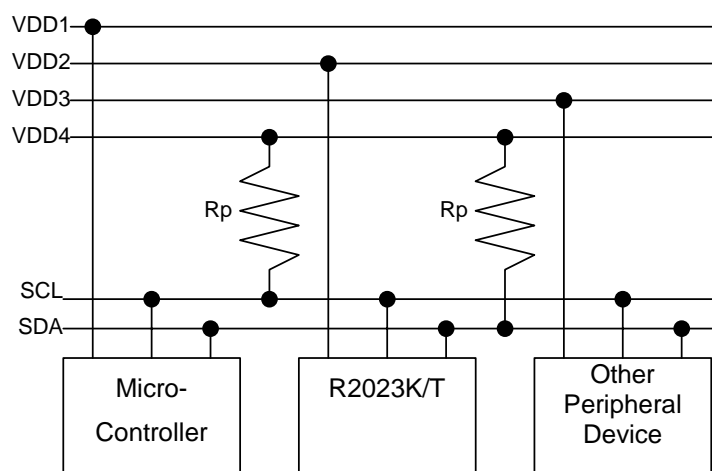 VDD1
VDD2
VDD3
VDD4
Rp
Rp
SCL
SDA
Micro-
Controller
R2023K/T
Other
Peripheral
Device